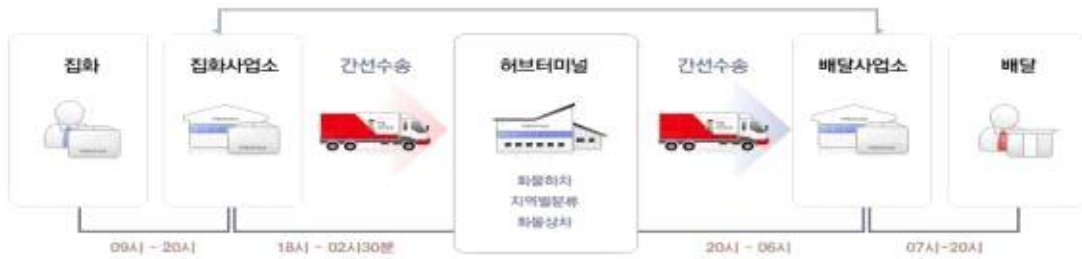 집화
집화사업소
간선수송
허브터미널
간선수송
배달사업소
배달
화물하차
지역별분류
화물상차
09시 - 20시
18시 - 02시30분
20시 - 06시
07시-20시